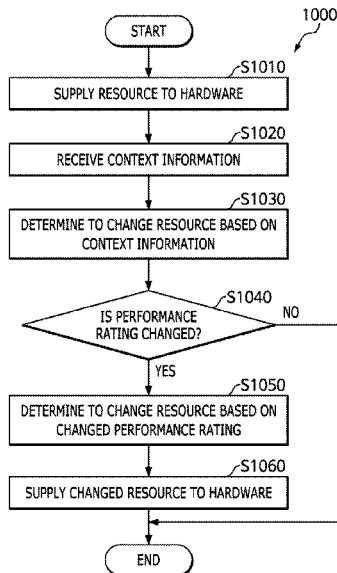 1000
START
S1010
SUPPLY RESOURCE TO HARDWARE
S1020
RECEIVE CONTEXT INFORMATION
S1030
DETERMINE TO CHANGE RESOURCE BASED ON
CONTEXT INFORMATION
S1040
IS PERFORMANCE
RATING CHANGED?
NO
YES
S1050
DETERMINE TO CHANGE RESOURCE BASED ON
CHANGED PERFORMANCE RATING
S1060
SUPPLY CHANGED RESOURCE TO HARDWARE
END